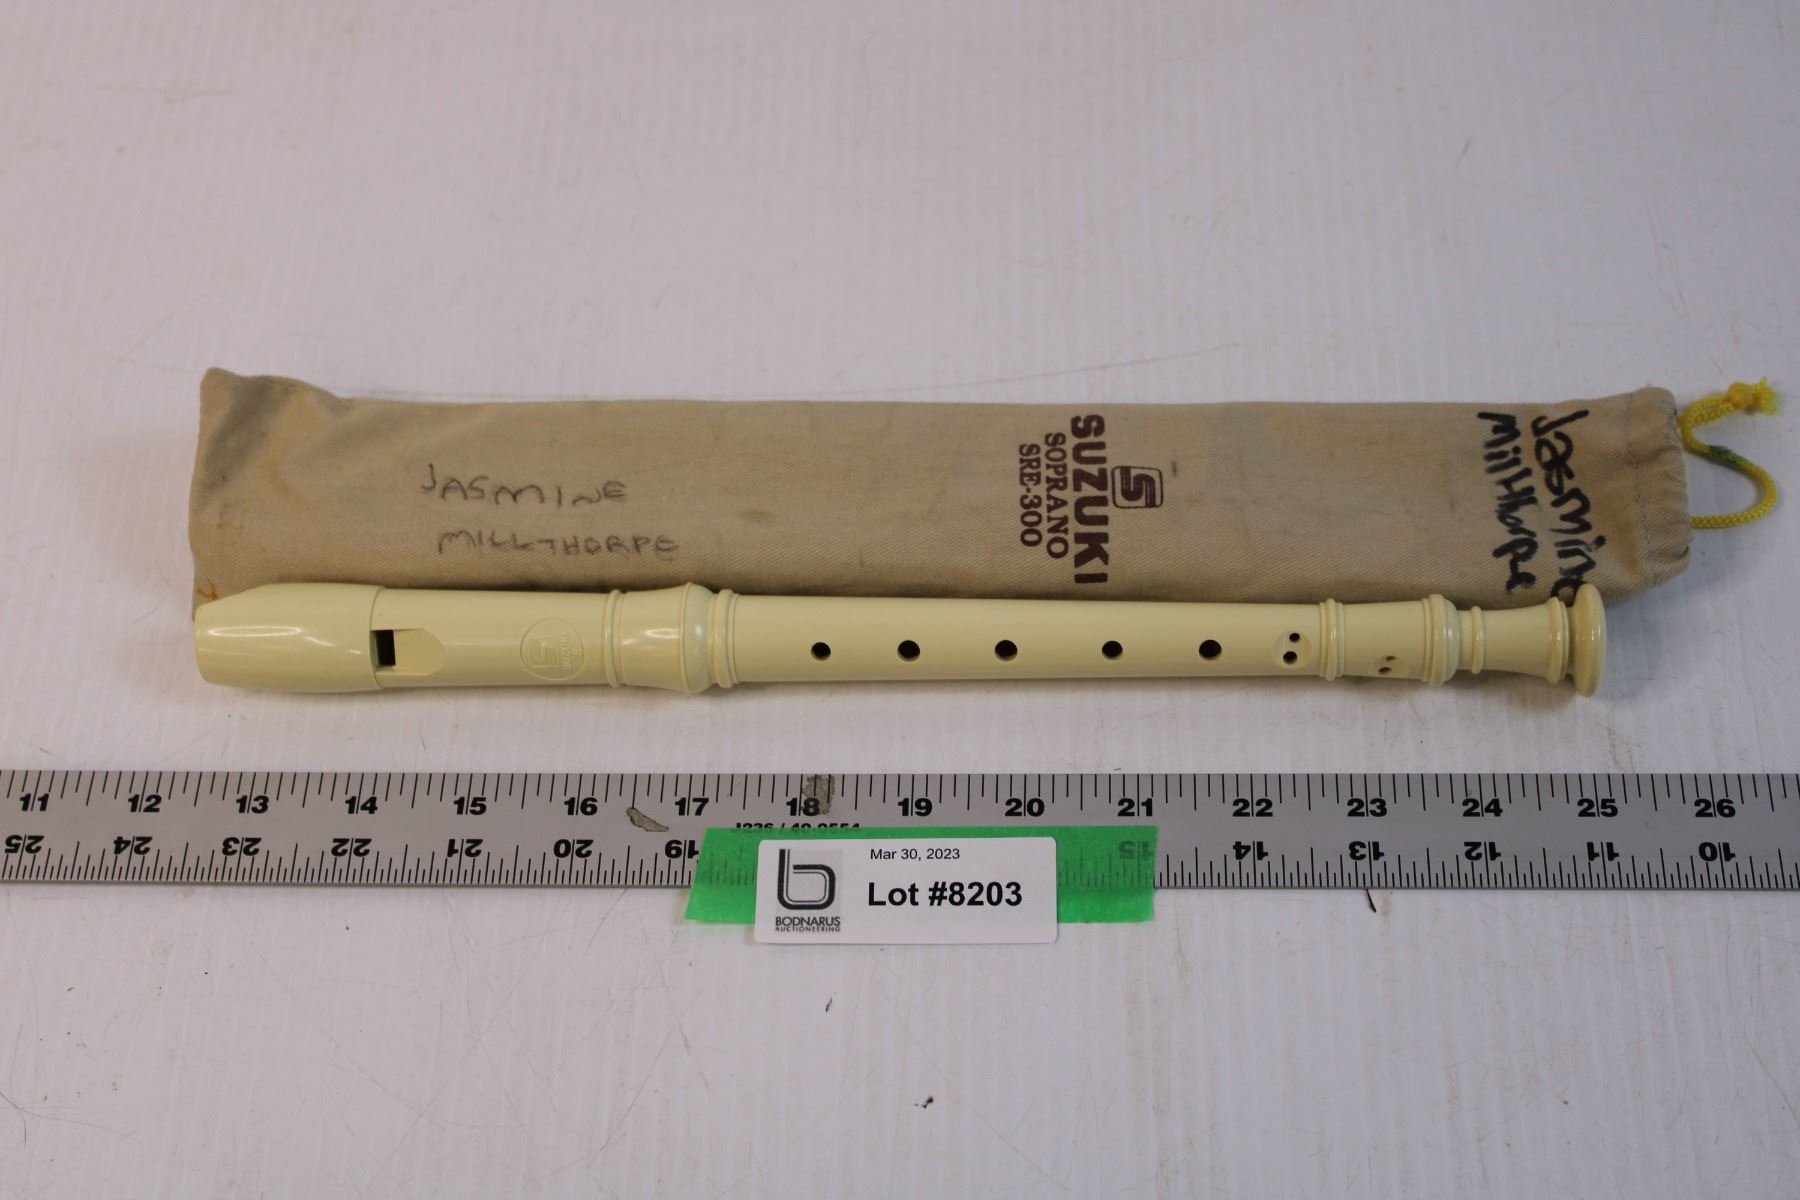 JASMINE
MILLTHORPE
SUZUKI
SOPRANO
SRE-300
Jasmine
Millthorpe
S
SUZUKI
11 12 13 14 15 16 17 18 19 20 21 22 23 24 25 26
25 24 23 22 21 20 19 15 14 13 12 11 10
Mar 30, 2023
Lot #8203
BODNARUS
AUCTIONEERING